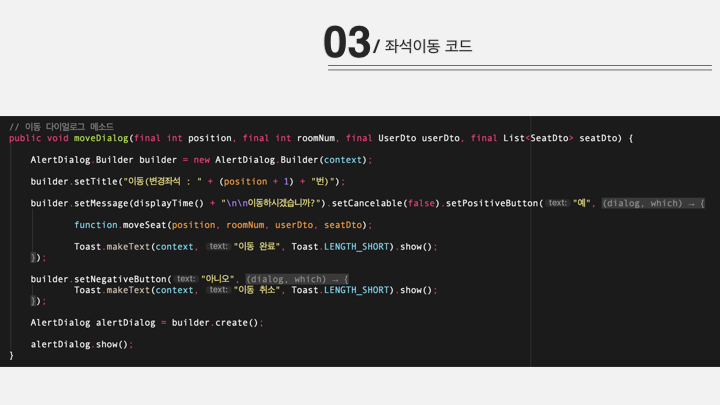 03/ 좌석이동 코드
// 이동 다이얼로그 메소드
public void moveDialog(final int position, final int roomNum, final UserDto userDto, final List<SeatDto> seatDto) {
AlertDialog.Builder builder = new AlertDialog.Builder(context);
builder.setTitle("이동(변경좌석 : " + (position + 1) + "번)");
builder.setMessage(displayTime() + "\n\n이동하시겠습니까?").setCancelable(false).setPositiveButton( text: "예", (dialog, which) → {
function.moveSeat(position, roomNum, userDto, seatDto);
Toast.makeText(context, text: "이동 완료", Toast.LENGTH_SHORT).show();
});
builder.setNegativeButton( text: "아니오", (dialog, which) → {
Toast.makeText(context, text: "이동 취소", Toast.LENGTH_SHORT).show();
});
AlertDialog alertDialog = builder.create();
alertDialog.show();
}